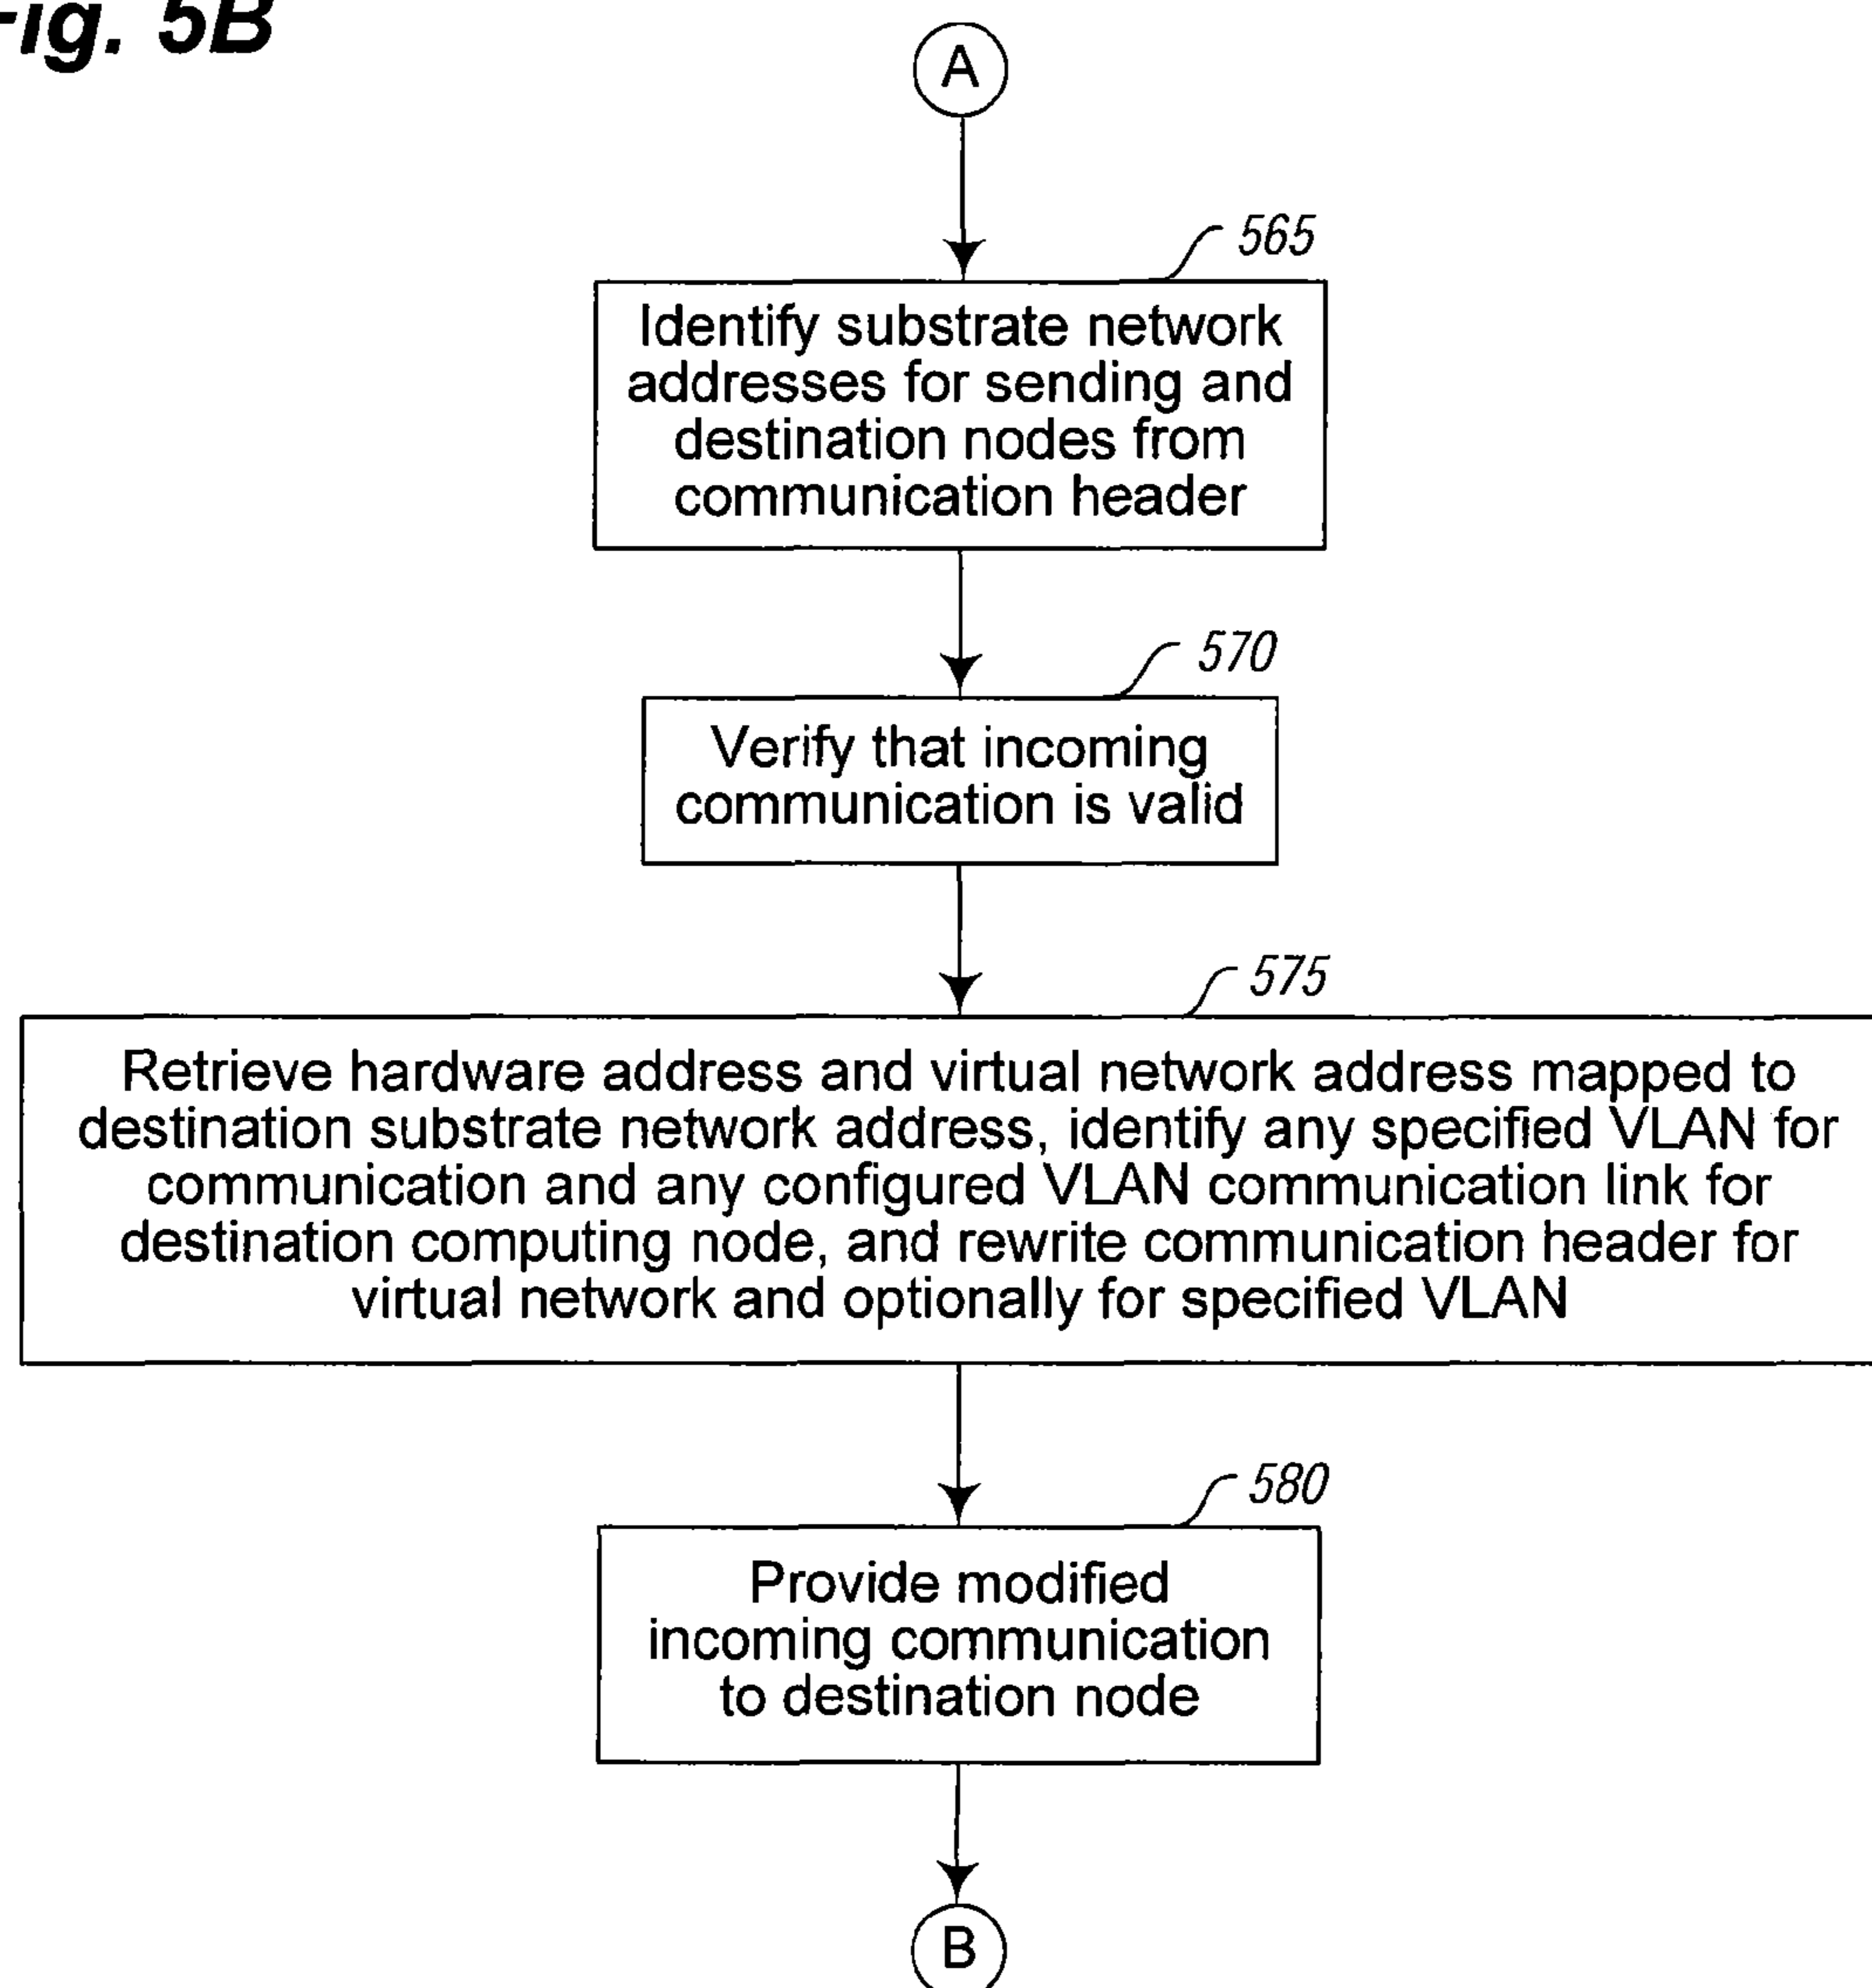 Fig. 5B
A
565
Identify substrate network
addresses for sending and
destination nodes from
communication header
570
Verify that incoming
communication is valid
575
Retrieve hardware address and virtual network address mapped to
destination substrate network address, identify any specified VLAN for
communication and any configured VLAN communication link for
destination computing node, and rewrite communication header for
virtual network and optionally for specified VLAN
580
Provide modified
incoming communication
to destination node
B